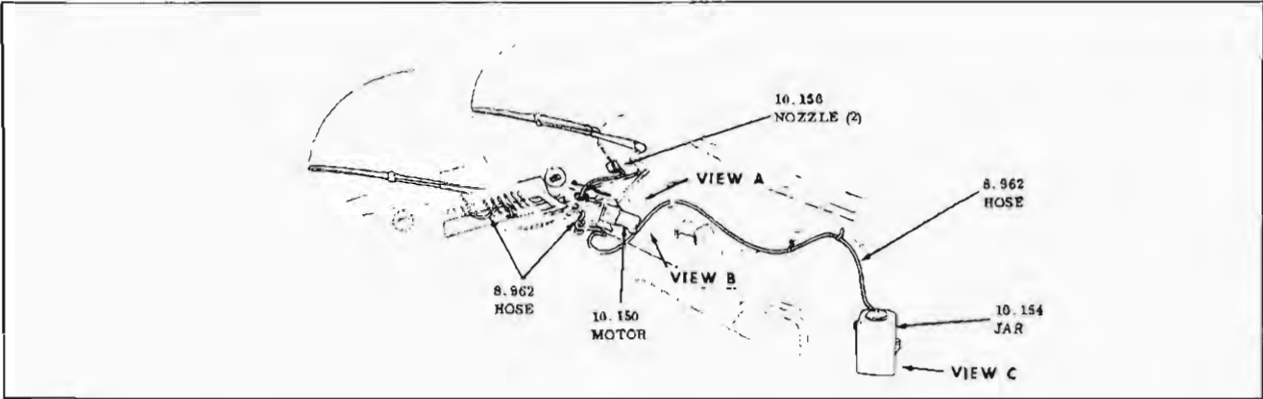 10.156
NOZZLE (2)
VIEW A
8.962
HOSE
VIEW B
8.962
HOSE
10.150
MOTOR
10.154
JAR
VIEW C